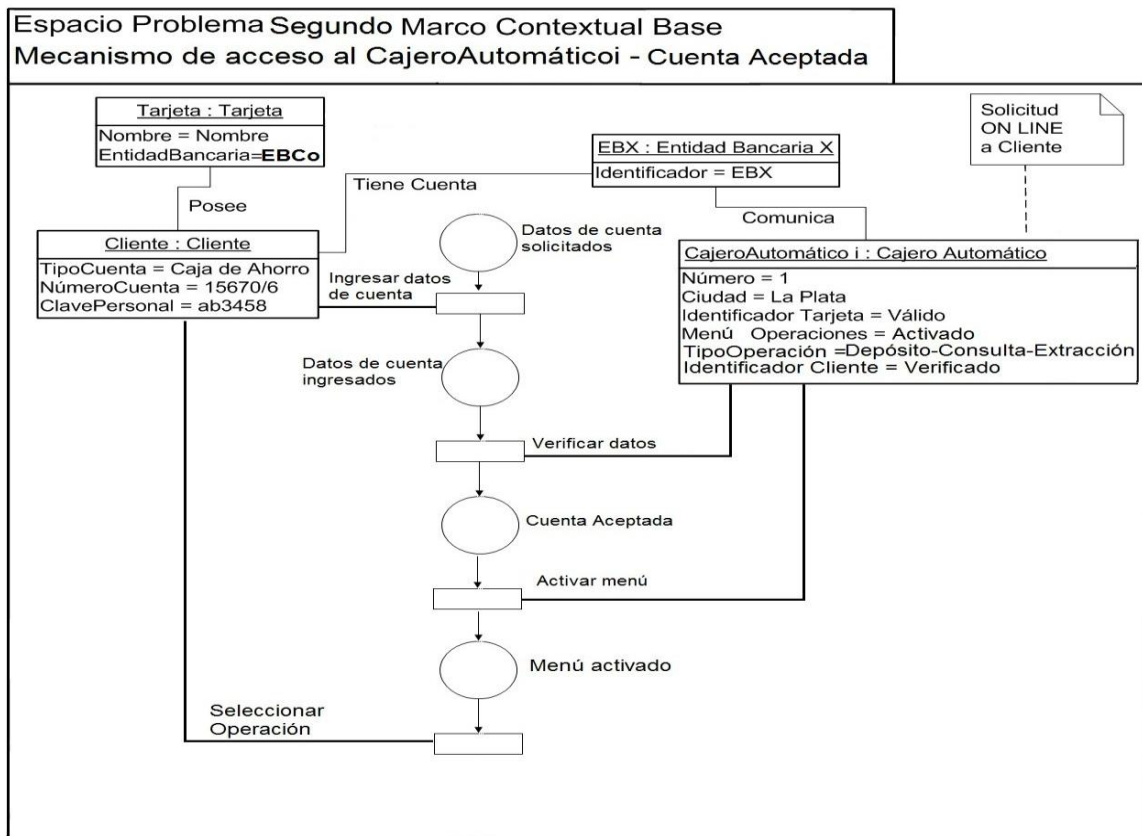 Espacio Problema Segundo Marco Contextual Base
Mecanismo de acceso al CajeroAutomáticoi - Cuenta Aceptada
Tarjeta : Tarjeta
Nombre = Nombre
EntidadBancaria=EBCo
Solicitud
ON LINE
a Cliente
EBX : Entidad Bancaria X
Identificador = EBX
Tiene Cuenta
Posee
Comunica
Cliente : Cliente
TipoCuenta = Caja de Ahorro
NúmeroCuenta = 15670/6
ClavePersonal = ab3458
Datos de cuenta
solicitados
CajeroAutomático i : Cajero Automático
Número = 1
Ciudad = La Plata
Identificador Tarjeta = Válido
Menú Operaciones = Activado
TipoOperación =Depósito-Consulta-Extracción
Identificador Cliente = Verificado
Ingresar datos
de cuenta
Datos de cuenta
ingresados
Verificar datos
Cuenta Aceptada
Activar menú
Menú activado
Seleccionar
Operación